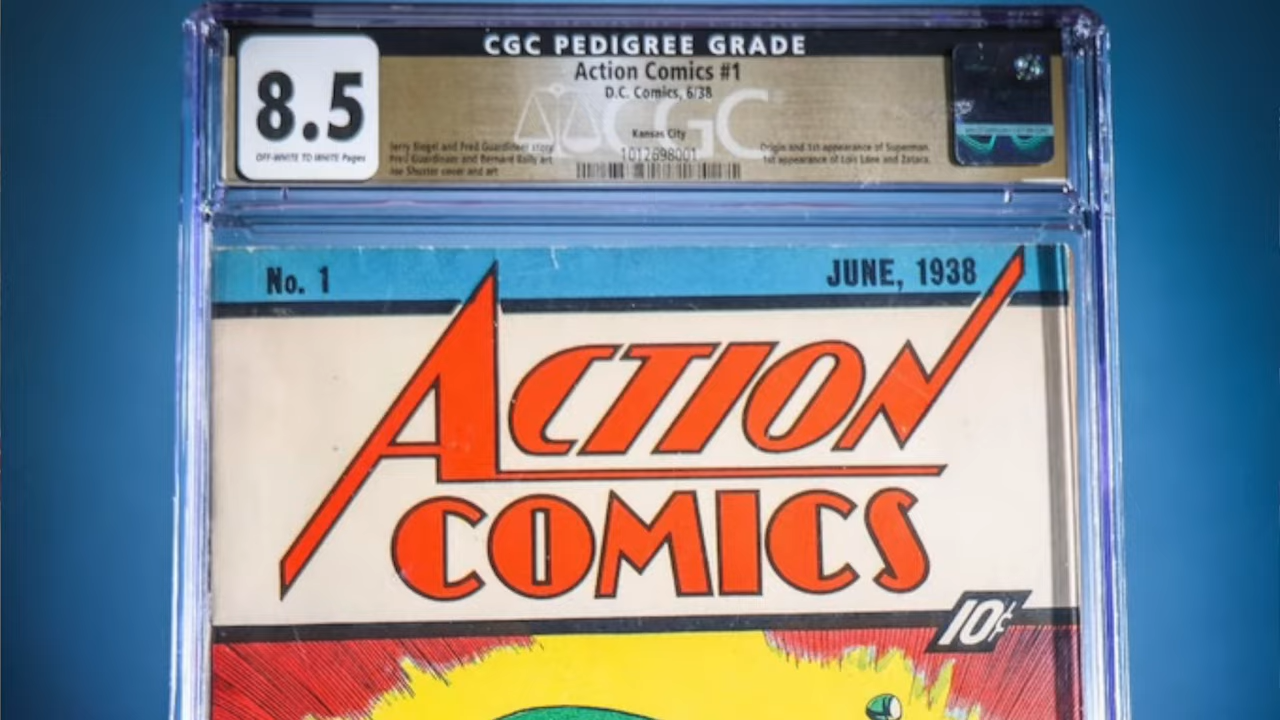 CGC PEDIGREE GRADE
8.5
OFF-WHITE TO WHITE Pages
Action Comics #1
D.C. Comics, 6/38
CGC
Kansas City
1012698001
Jerry Siegel and Fred Guardineer story
Fred Guardineer and Bernard Baily art
Joe Shuster cover and art
Origin and 1st appearance of Superman.
1st appearance of Lois Lane and Zatara.
No. 1
JUNE, 1938
ACTION
COMICS
10¢